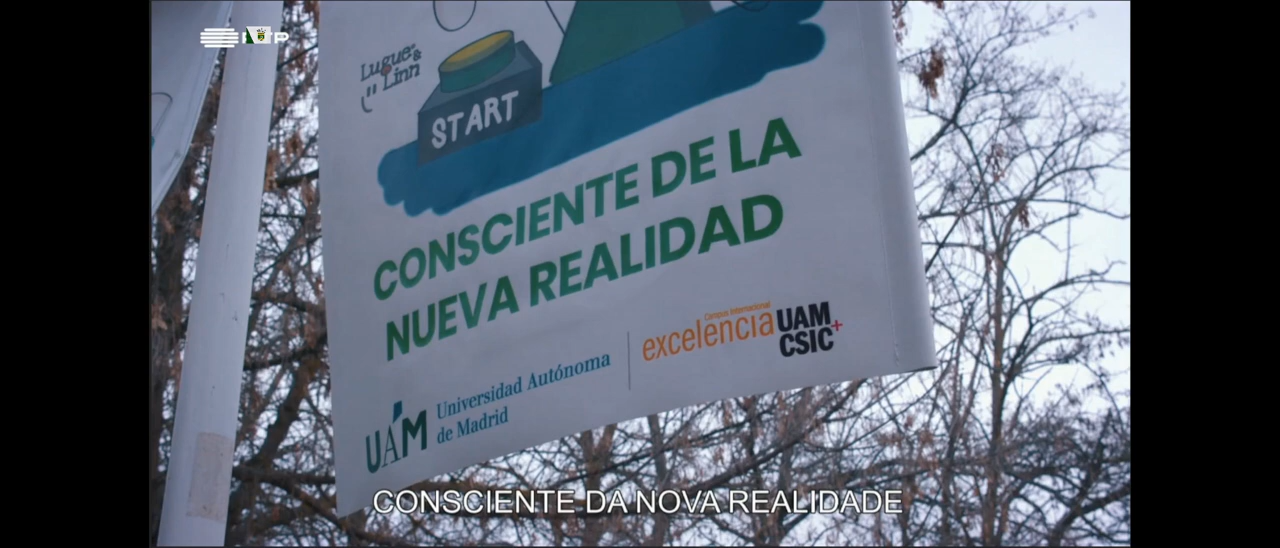 Lugue's
Linn
START
CONSCIENTE DE LA
NUEVA REALIDAD
Campus Internacional
excelencia UAM
CSIC+
UAM Universidad Autónoma
de Madrid
CONSCIENTE DA NOVA REALIDADE